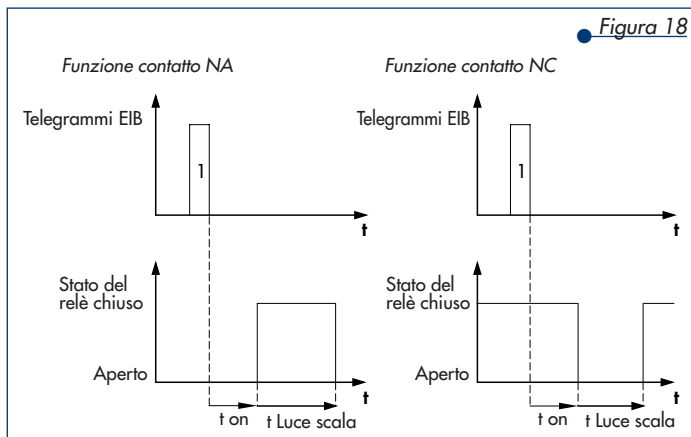 Figura 18
Funzione contatto NA
Funzione contatto NC
Telegrammi EIB
1
t
Telegrammi EIB
1
t
Stato del
relè chiuso
Aperto
t
t on
t Luce scala
Stato del
relè chiuso
Aperto
t
t on
t Luce scala